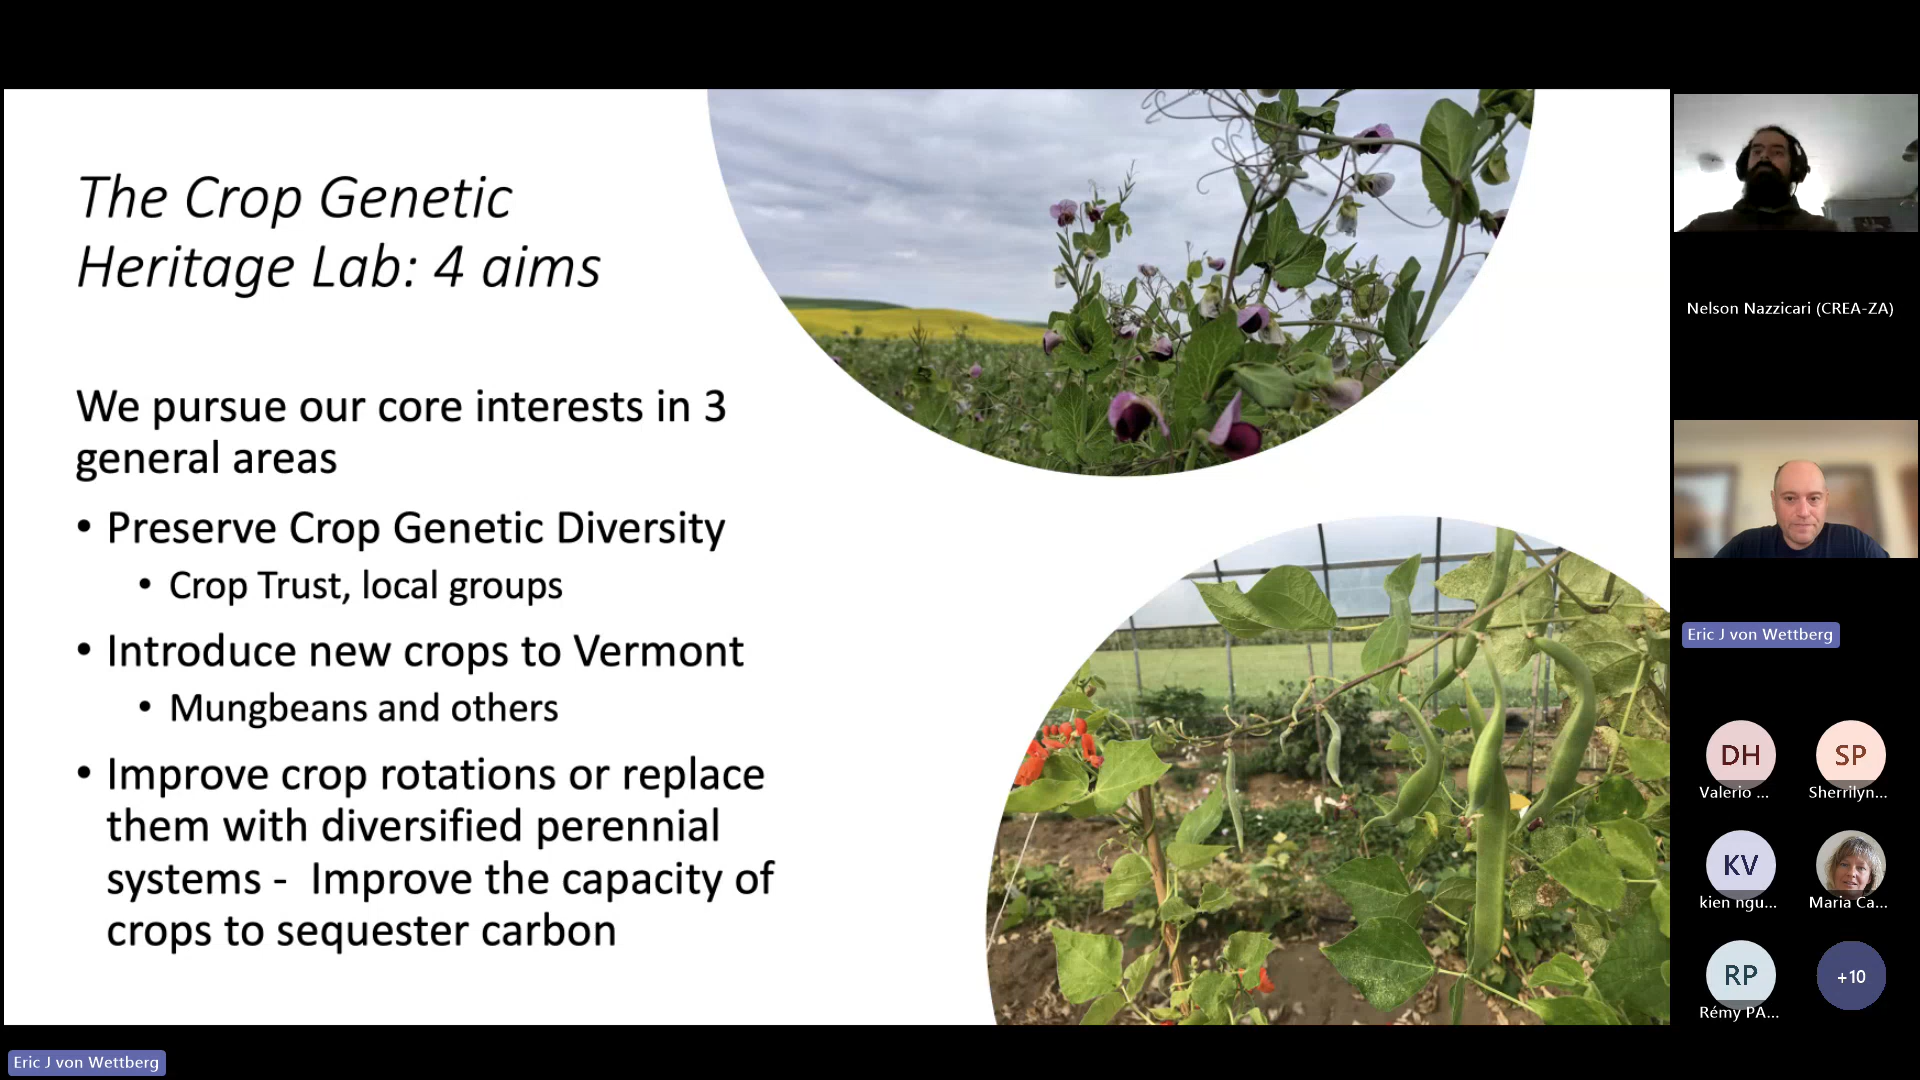 The Crop Genetic
Heritage Lab: 4 aims
We pursue our core interests in 3
general areas
• Preserve Crop Genetic Diversity
• Crop Trust, local groups
• Introduce new crops to Vermont
• Mungbeans and others
• Improve crop rotations or replace
them with diversified perennial
systems - Improve the capacity of
crops to sequester carbon
Nelson Nazzicari (CREA-ZA)
Eric J von Wettberg
DH
Valerio ...
SP
Sherrilyn...
KV
kien ngu...
Maria Ca...
RP
Rémy PA...
+10
Eric J von Wettberg